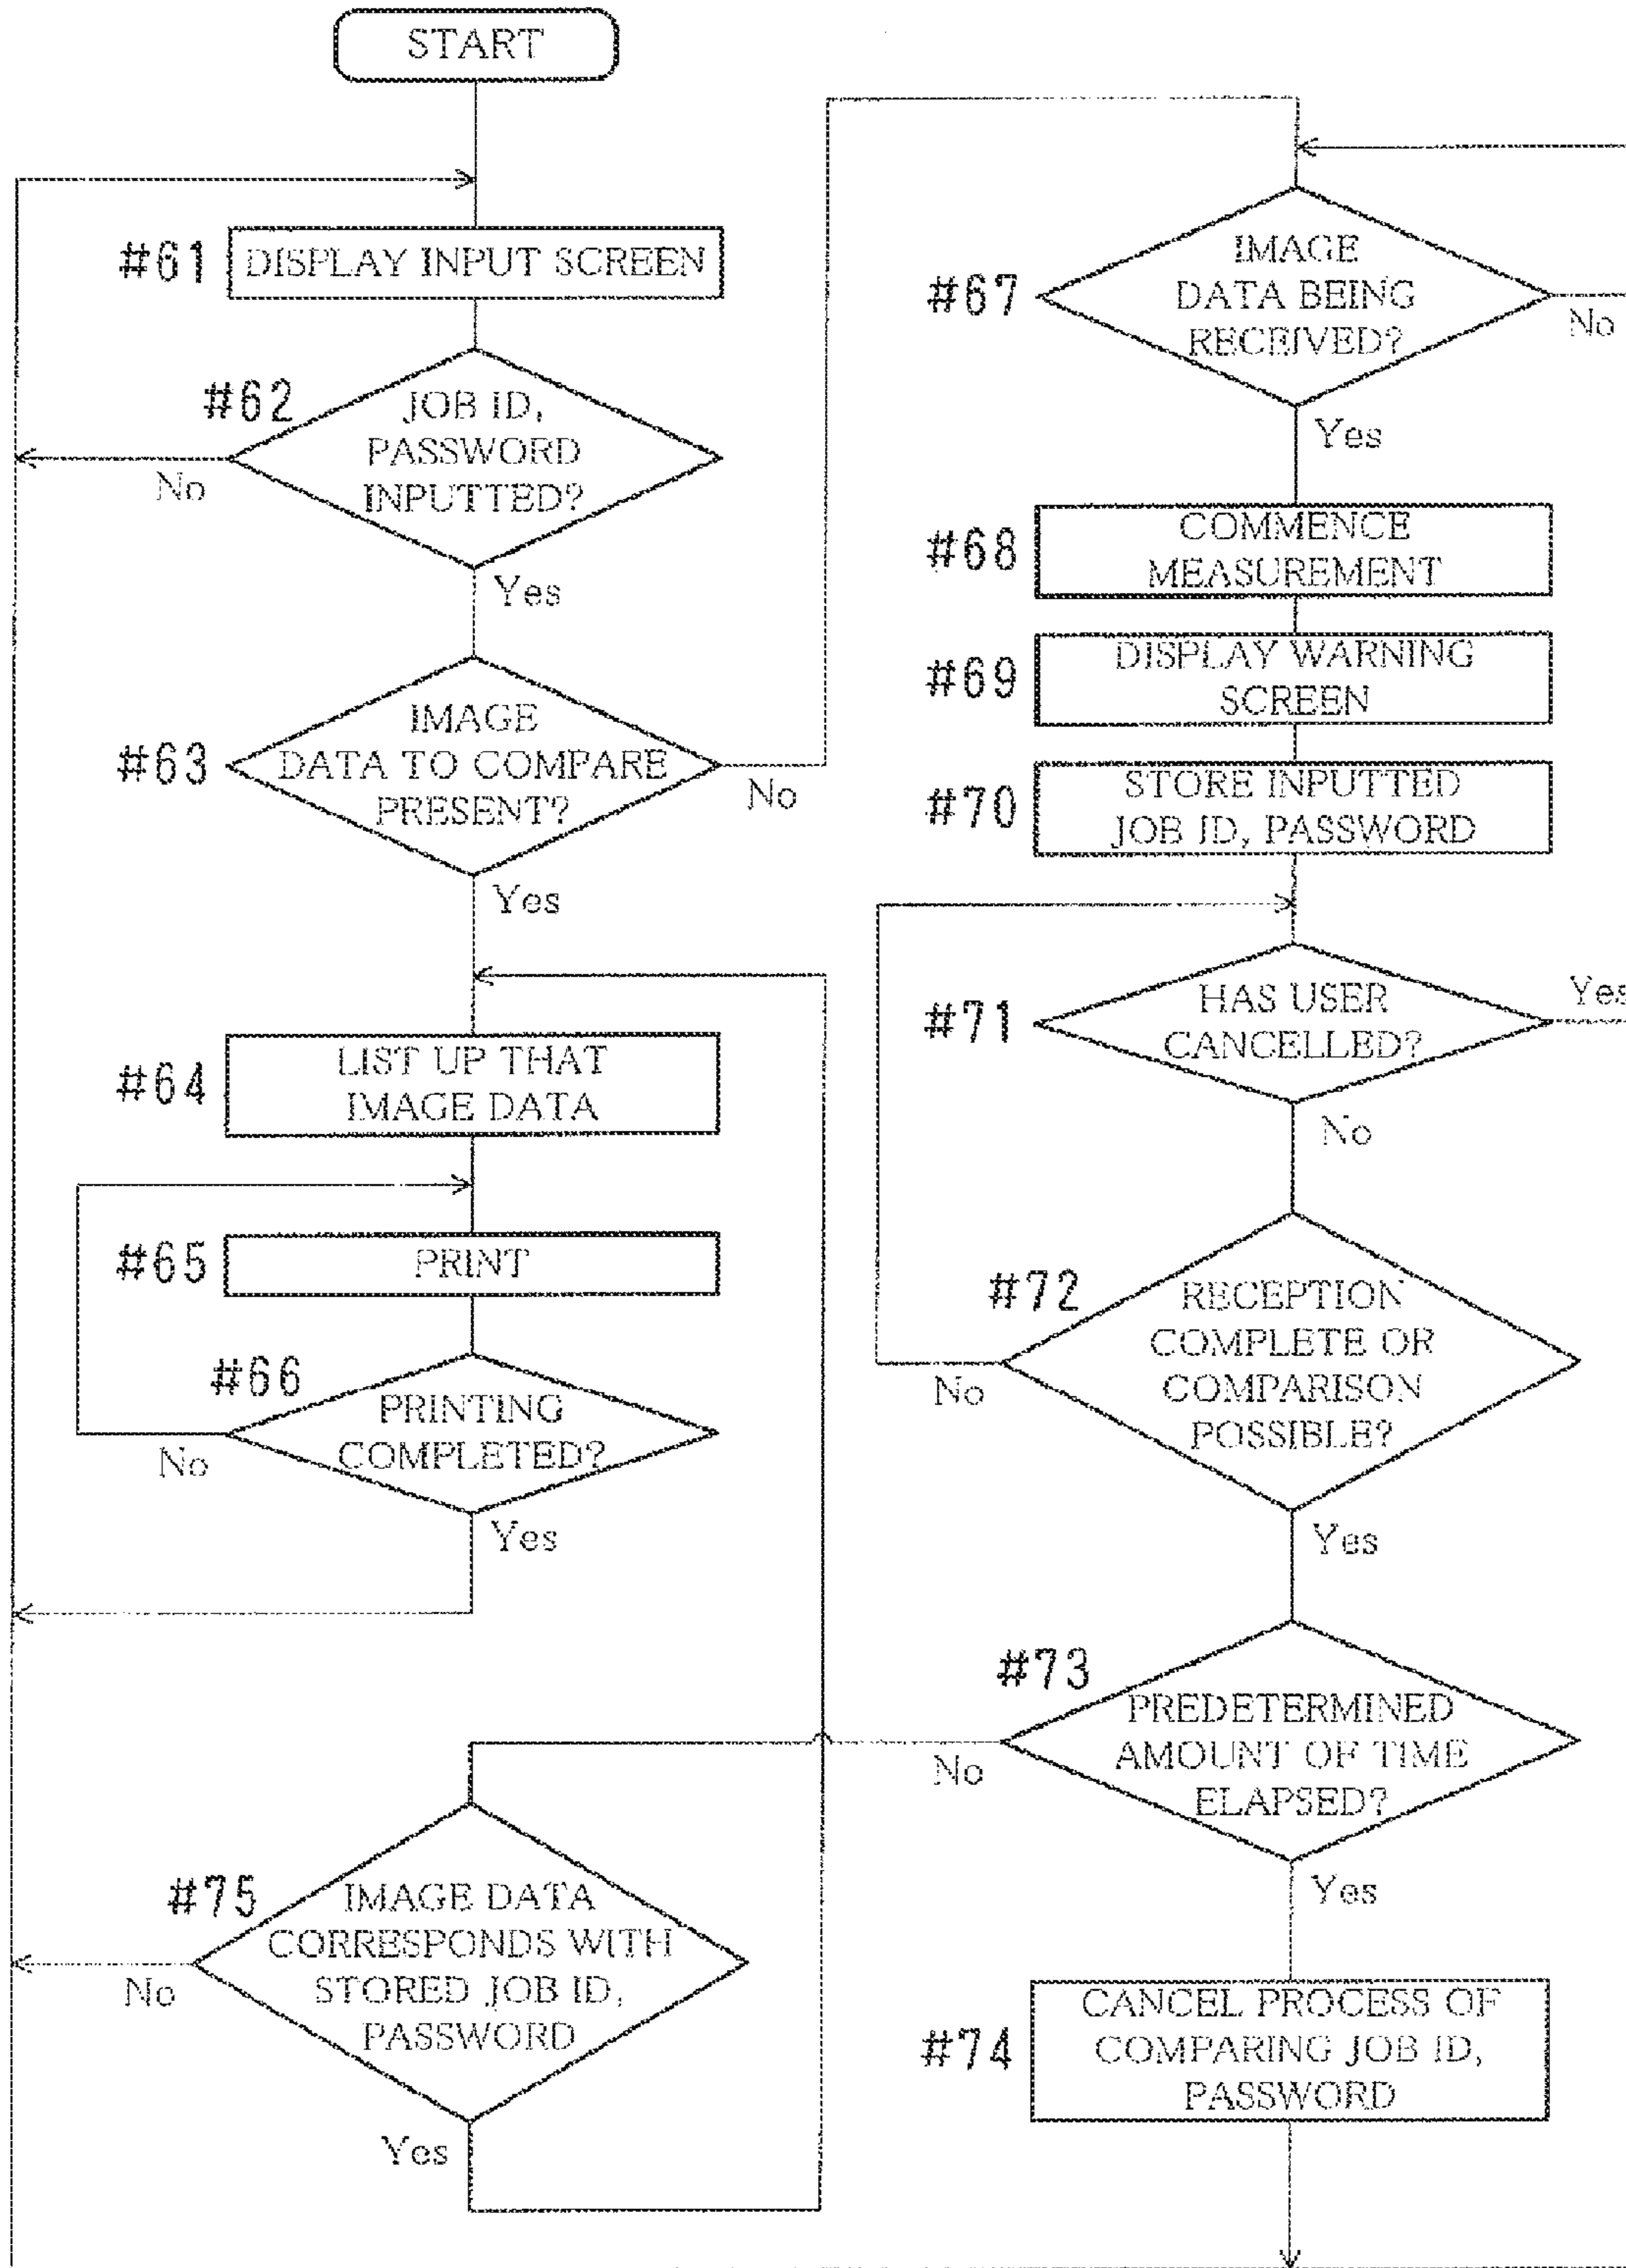 START
#61
DISPLAY INPUT SCREEN
#62
JOB ID,
PASSWORD
INPUTTED?
No
Yes
#63
IMAGE
DATA TO COMPARE
PRESENT?
No
Yes
#64
LIST UP THAT
IMAGE DATA
#65
PRINT
#66
PRINTING
COMPLETED?
No
Yes
#75
IMAGE DATA
CORRESPONDS WITH
STORED JOB ID,
PASSWORD
No
Yes
#67
IMAGE
DATA BEING
RECEIVED?
No
Yes
#68
COMMENCE
MEASUREMENT
#69
DISPLAY WARNING
SCREEN
#70
STORE INPUTTED
JOB ID, PASSWORD
#71
HAS USER
CANCELLED?
Yes
No
#72
RECEPTION
COMPLETE OR
COMPARISON
POSSIBLE?
No
Yes
#73
PREDETERMINED
AMOUNT OF TIME
ELAPSED?
No
Yes
#74
CANCEL PROCESS OF
COMPARING JOB ID,
PASSWORD